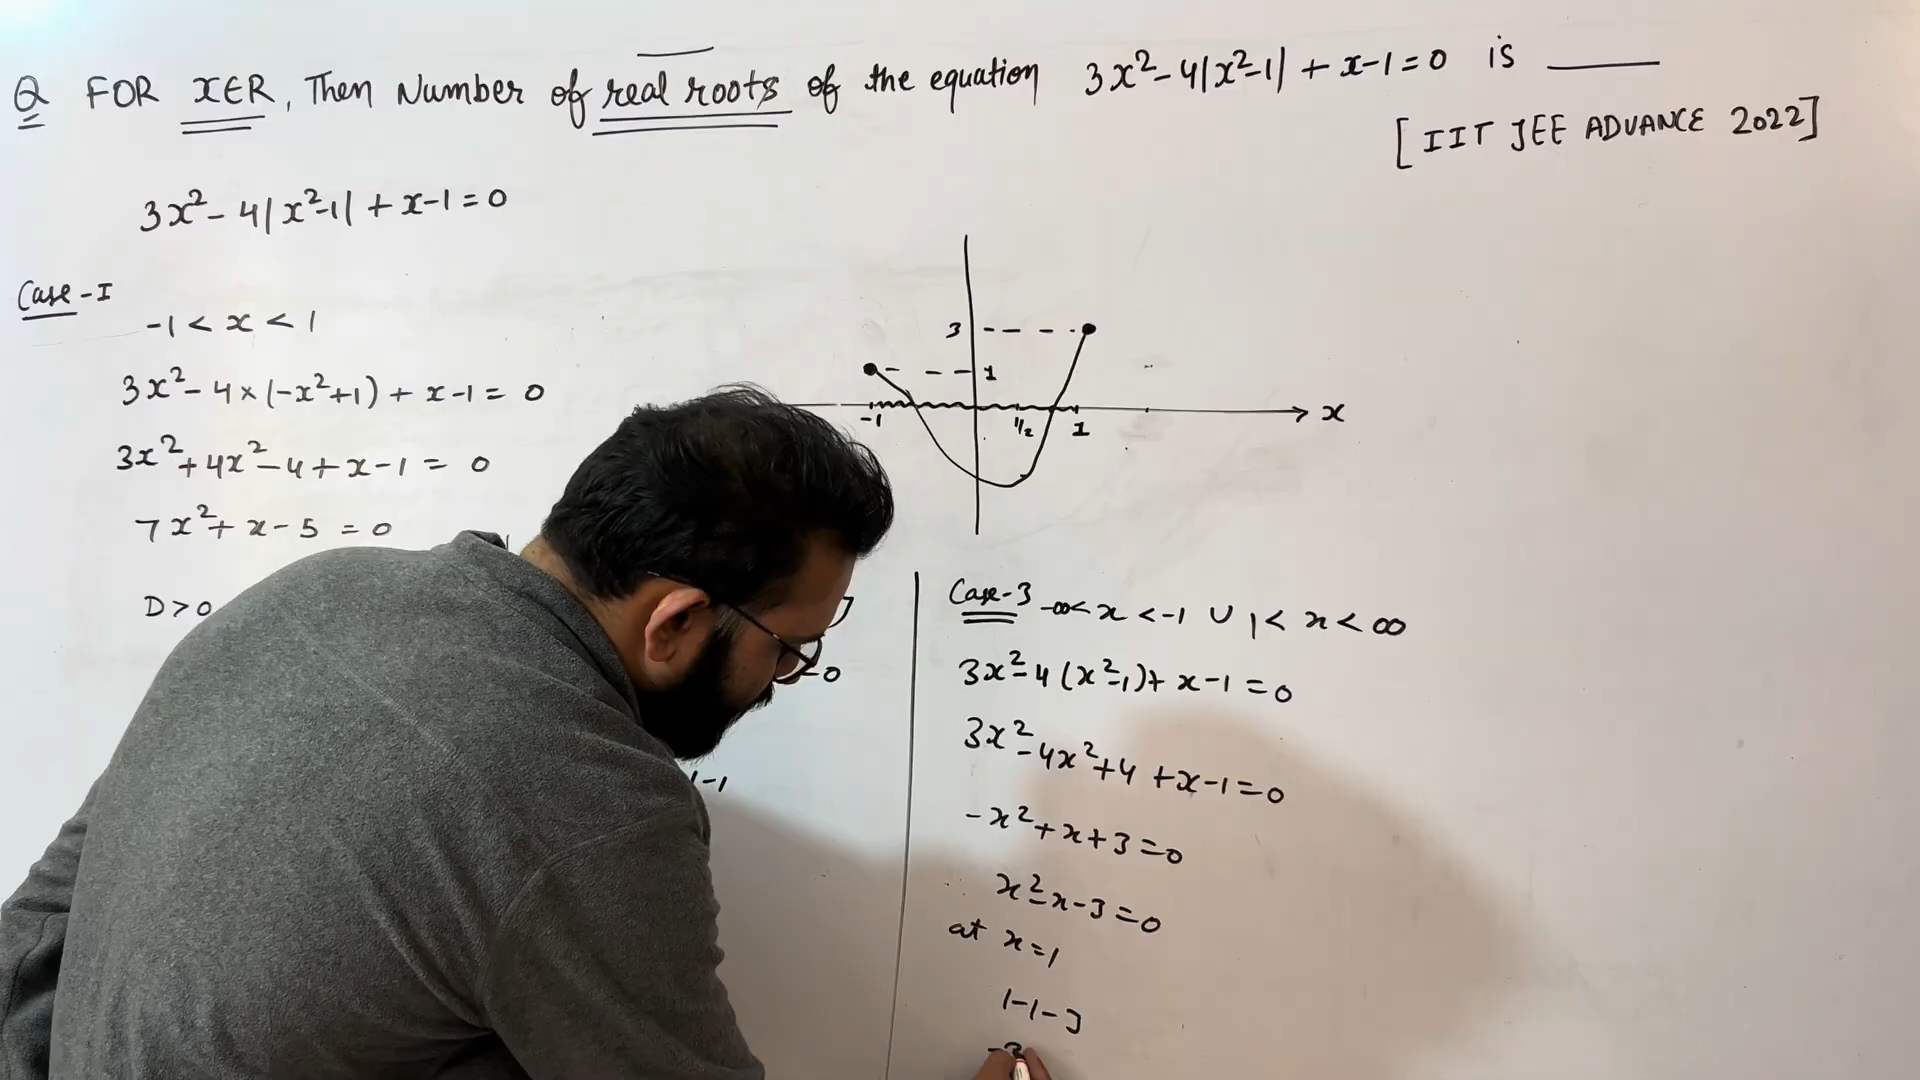 Q FOR x∈R, Then Number of real roots of the equation 3x²-4|x²-1|+x-1=0 is ____
[IIT JEE ADVANCE 2022]
3x²-4|x²-1|+x-1=0
Case-I
-1<x<1
3x²-4×(-x²+1)+x-1=0
3x²+4x²-4+x-1=0
7x²+x-5=0
D>0
3
1
-1 1/2 1 x
=0
1-1
Case-3 -∞<x<-1 ∪ 1<x<∞
3x²-4(x²-1)+x-1=0
3x²-4x²+4+x-1=0
-x²+x+3=0
x²-x-3=0
at x=1
1-1-3
-3